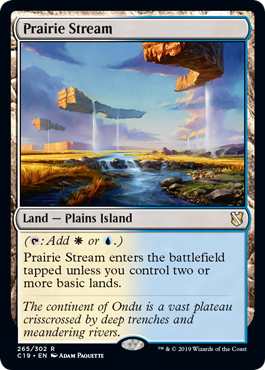 Prairie Stream
Land — Plains Island
(: Add or .)
Prairie Stream enters the battlefield
tapped unless you control two or
more basic lands.
The continent of Ondu is a vast plateau
crisscrossed by deep trenches and
meandering rivers.
265/302 R
C19 • EN Adam Paquette
™ & © 2019 Wizards of the Coast